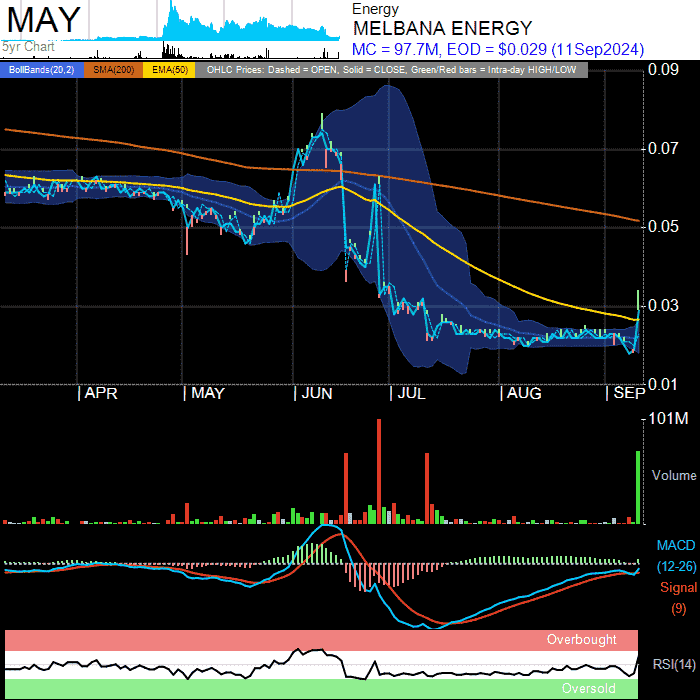 MAY
5yr Chart
Energy
MELBANA ENERGY
MC = 97.7M, EOD = $0.029 (11Sep2024)
BollBands(20,2) SMA(200) EMA(50) OHLC Prices: Dashed = OPEN, Solid = CLOSE, Green/Red bars = Intra-day HIGH/LOW
0.09
0.07
0.05
0.03
0.01
APR MAY JUN JUL AUG SEP
101M
Volume
MACD
(12-26)
Signal
(9)
Overbought
RSI(14)
Oversold